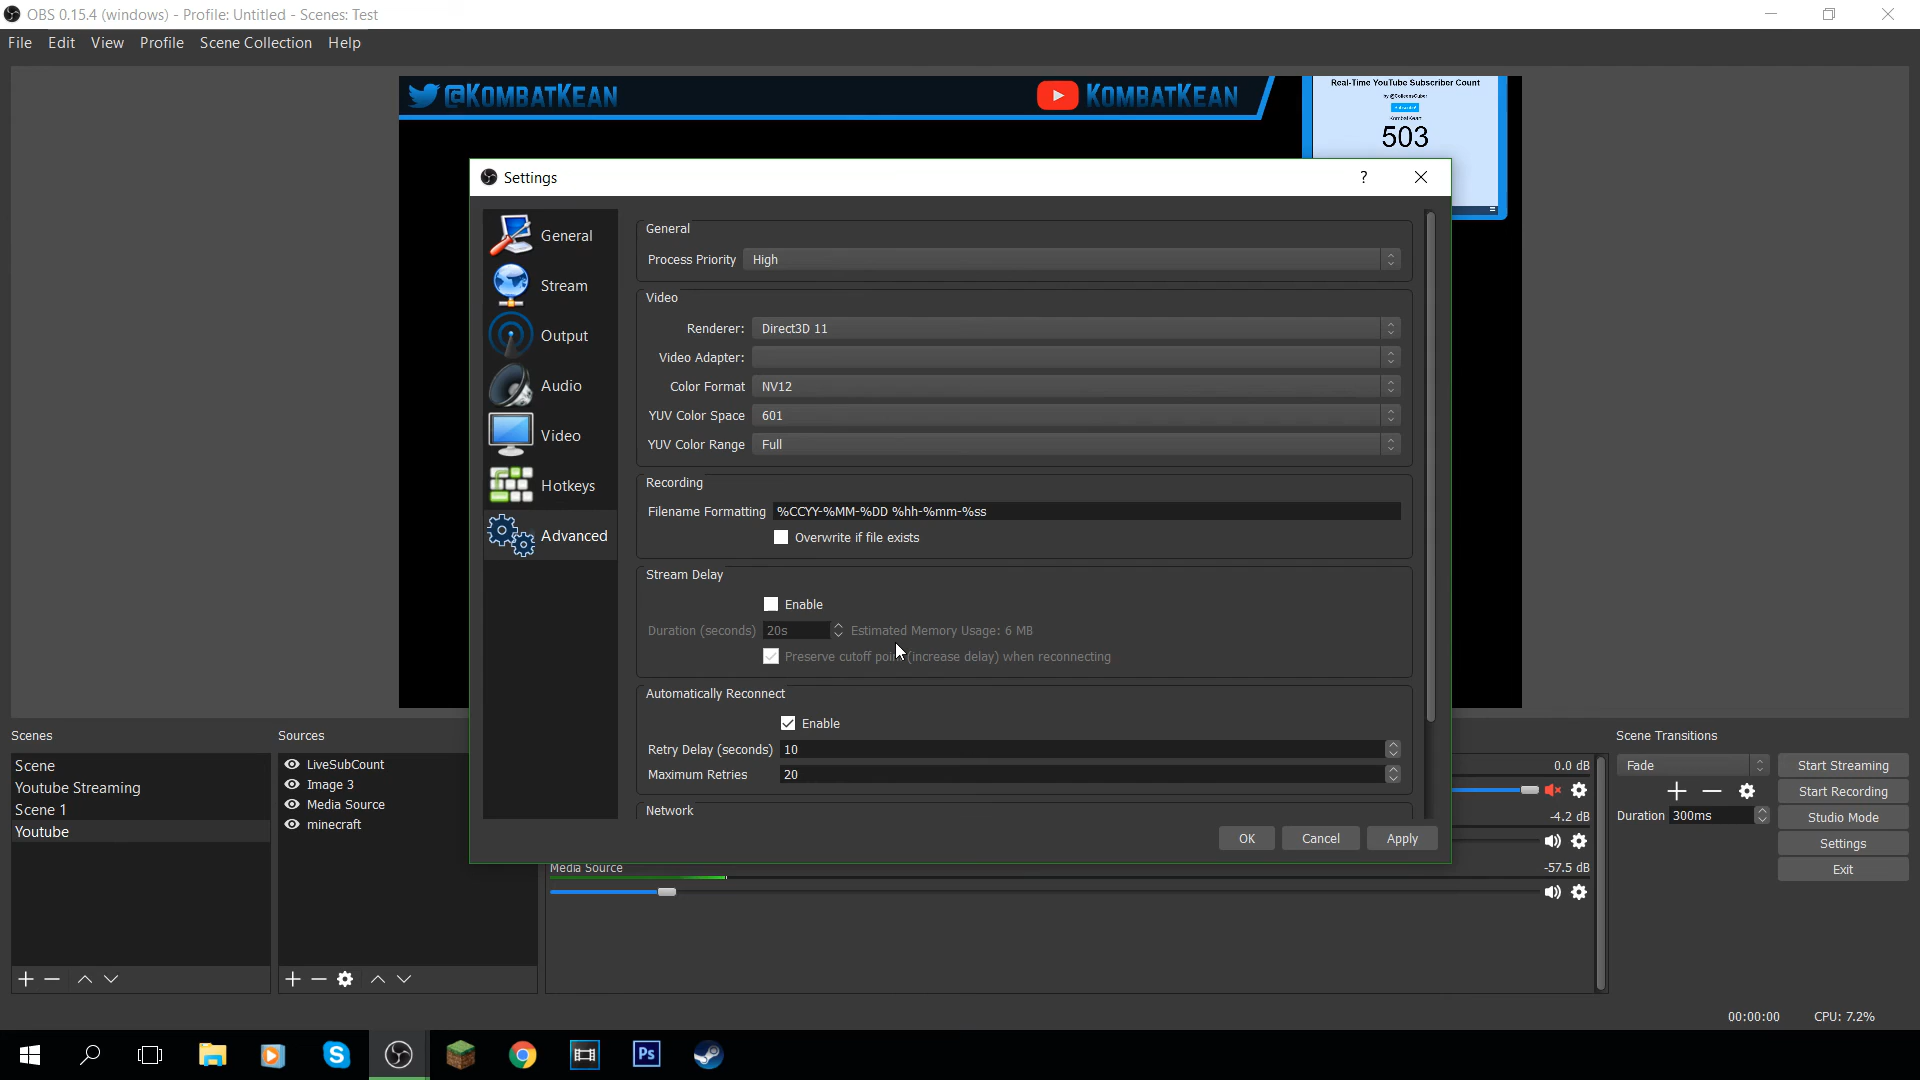 OBS 0.15.4 (windows) - Profile: Untitled - Scenes: Test
File Edit View Profile Scene Collection Help
@KOMBATKEAN
KOMBATKEAN
Real-Time YouTube Subscriber Count
503
Settings
?
General
Stream
Output
Audio
Video
Hotkeys
Advanced
General
Process Priority High
Video
Renderer: Direct3D 11
Video Adapter:
Color Format NV12
YUV Color Space 601
YUV Color Range Full
Recording
Filename Formatting %CCYY-%MM-%DD %hh-%mm-%ss
Overwrite if file exists
Stream Delay
Enable
Duration (seconds) 20s Estimated Memory Usage: 6 MB
Preserve cutoff point (increase delay) when reconnecting
Automatically Reconnect
Enable
Retry Delay (seconds) 10
Maximum Retries 20
Network
OK Cancel Apply
Scenes
Scene
Youtube Streaming
Scene 1
Youtube
Sources
LiveSubCount
Image 3
Media Source
minecraft
0.0 dB
-4.2 dB
Media Source -57.5 dB
Scene Transitions
Fade
Duration 300ms
Start Streaming
Start Recording
Studio Mode
Settings
Exit
00:00:00 CPU: 7.2%
Ps